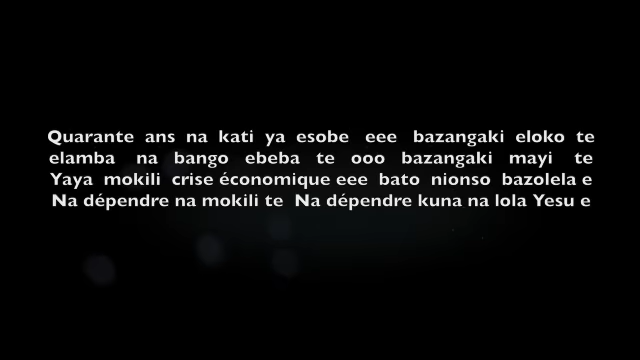 Quarante ans na kati ya esobe eee bazangaki eloko te
elamba na bango ebeba te ooo bazangaki mayi te
Yaya mokili crise économique eee bato nionso bazolela e
Na dépendre na mokili te Na dépendre kuna na lola Yesu e